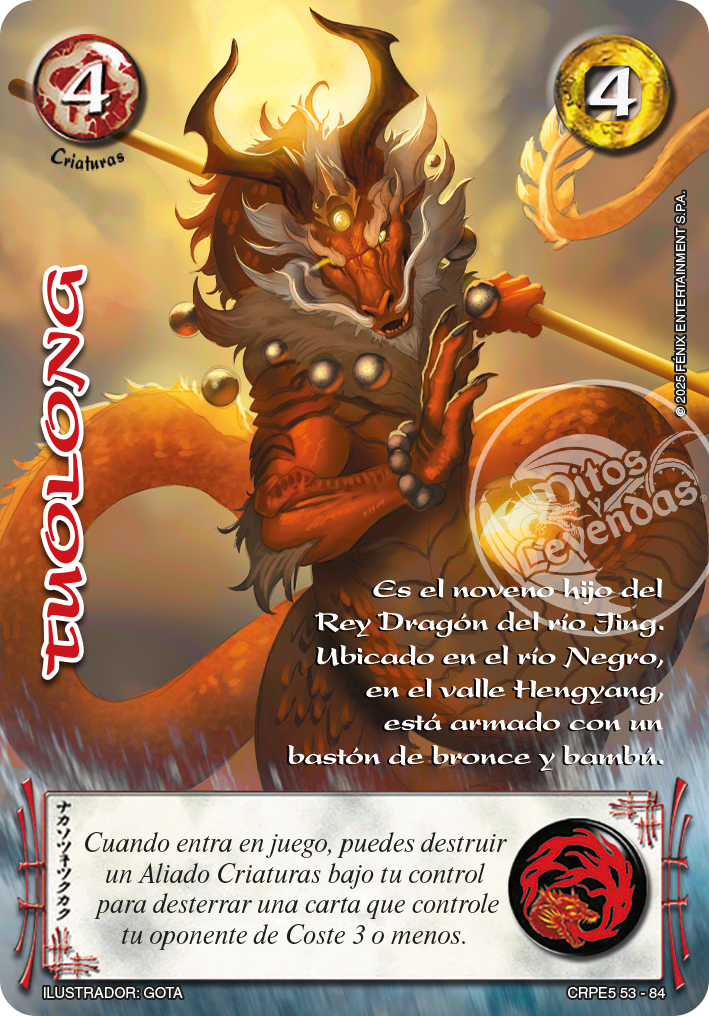 4
Criaturas
4
© 2025 FÉNIX ENTERTAINMENT S.P.A.
TUOLONG
Mitos
y
Leyendas®
Es el noveno hijo del
Rey Dragón del río Jing.
Ubicado en el río Negro,
en el valle Hengyang,
está armado con un
bastón de bronce y bambú.
ナカソツネツクカク
Cuando entra en juego, puedes destruir
un Aliado Criaturas bajo tu control
para desterrar una carta que controle
tu oponente de Coste 3 o menos.
ILUSTRADOR: GOTA
CRPE5 53 - 84